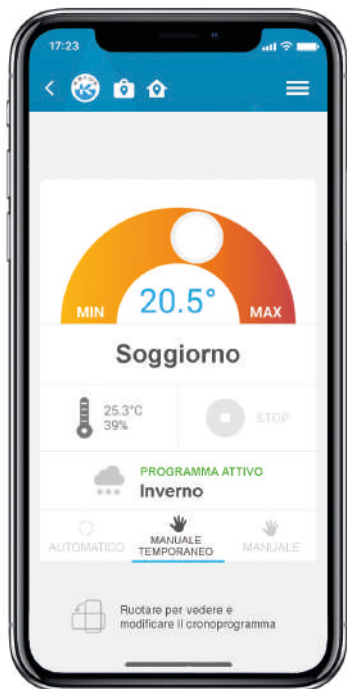 17:23
K
20.5°
MIN
MAX
Soggiorno
25.3°C
39%
STOP
PROGRAMMA ATTIVO
Inverno
AUTOMATICO
MANUALE
TEMPORANEO
MANUALE
Ruotare per vedere e
modificare il cronoprogramma